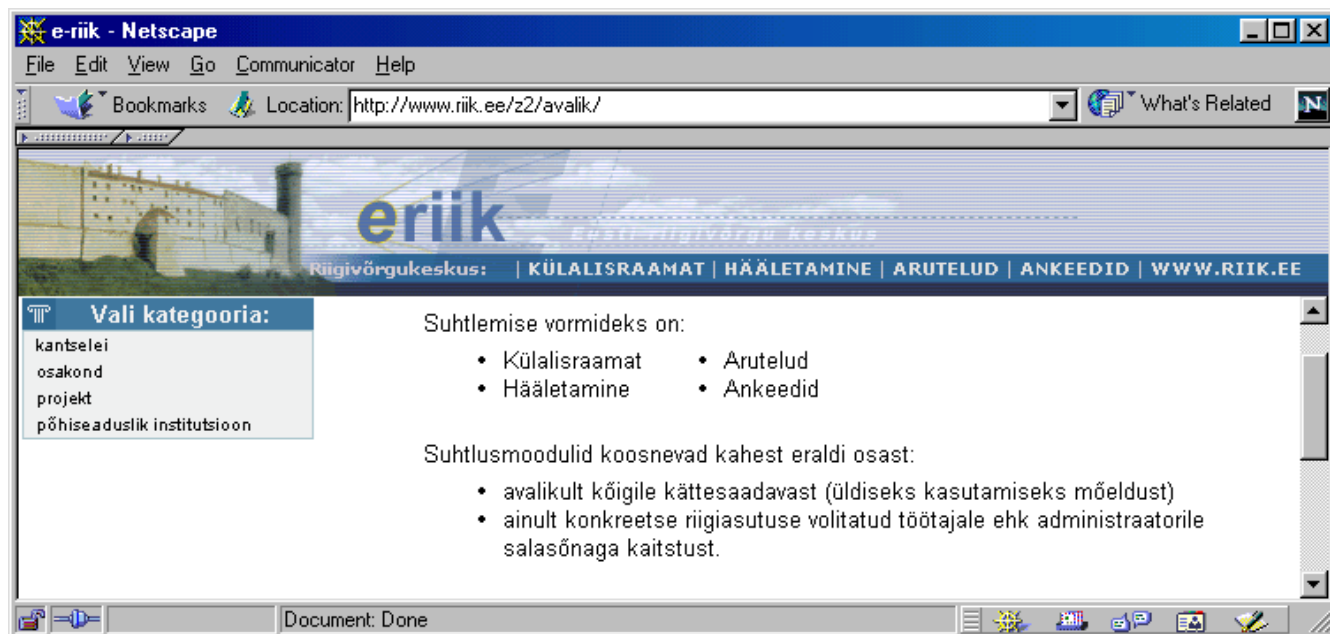 e-riik - Netscape
File Edit View Go Communicator Help
Bookmarks Location: http://www.riik.ee/z2/avalik/ What's Related N
eriik
Eesti riigivõrgu keskus
Riigivõrgukeskus: | KÜLALISRAAMAT | HÄÄLETAMINE | ARUTELUD | ANKEEDID | WWW.RIIK.EE
Vali kategooria:
kantselei
osakond
projekt
põhiseaduslik institutsioon
Suhtlemise vormideks on:
• Külalisraamat • Arutelud
• Hääletamine • Ankeedid
Suhtlusmoodulid koosnevad kahest eraldi osast:
• avalikult kõigile kättesaadavast (üldiseks kasutamiseks mõeldust)
• ainult konkreetse riigiasutuse volitatud töötajale ehk administraatorile
salasõnaga kaitstust.
Document: Done